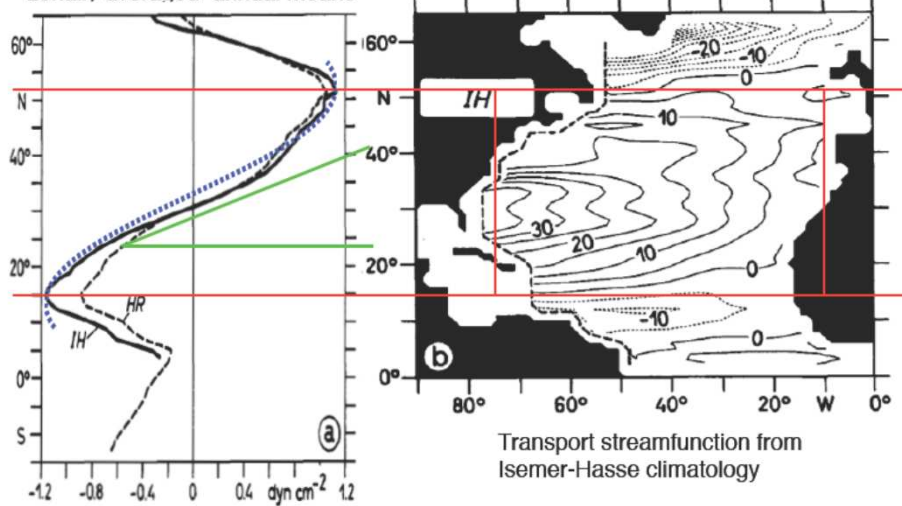 60°
N
40°
20°
0°
S
HR
IH
a
-1.2
-0.8
-0.4
0
dyn cm⁻²
1.2
60°
N
40°
20°
0°
IH
-20
-10
0
10
30
20
10
0
-10
0
b
80°
60°
40°
20°
W
0°
Transport streamfunction from
Isemer-Hasse climatology